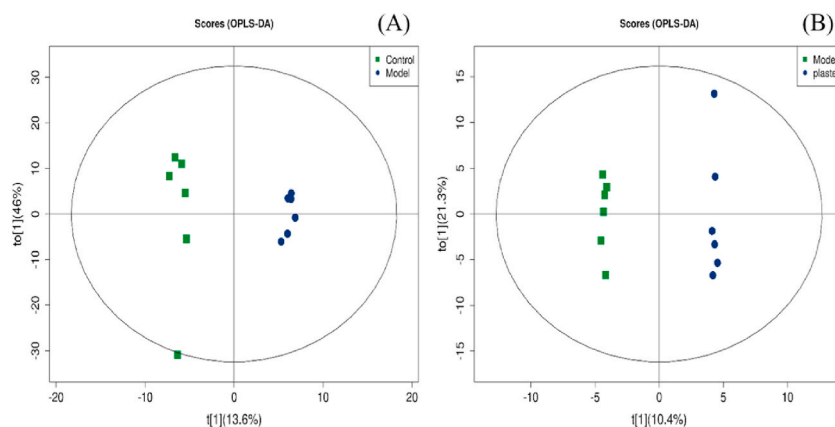 Scores (OPLS-DA)
(A)
Control
Model
30
20
10
0
-10
-20
-30
to[1](46%)
-20
-10
0
10
20
t[1](13.6%)
Scores (OPLS-DA)
(B)
Mode
plaste
15
10
5
0
-5
-10
-15
to[1](21.3%)
-10
-5
0
5
10
t[1](10.4%)